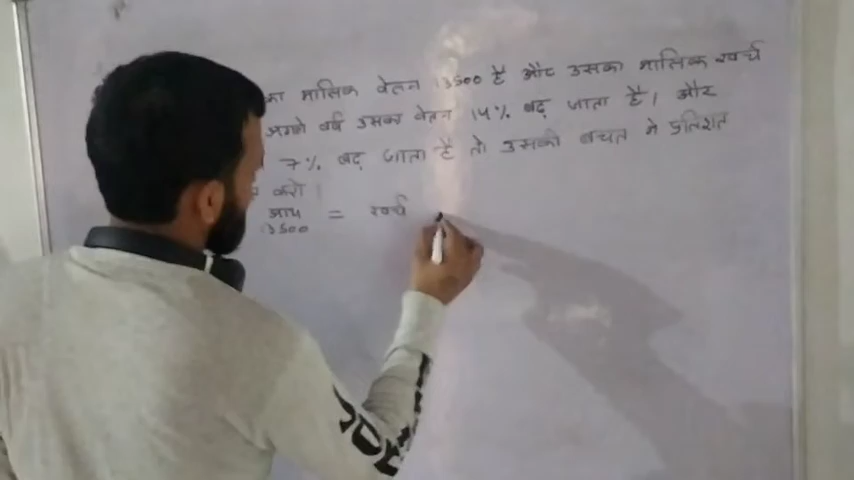 का मासिक वेतन 13500 है और उसका मासिक खर्च
अगले वर्ष उसका वेतन 14% बढ़ जाता है। और
7% बढ़ जाता है तो उसकी बचत मे प्रतिशत
करो
आय = खर्च
13500